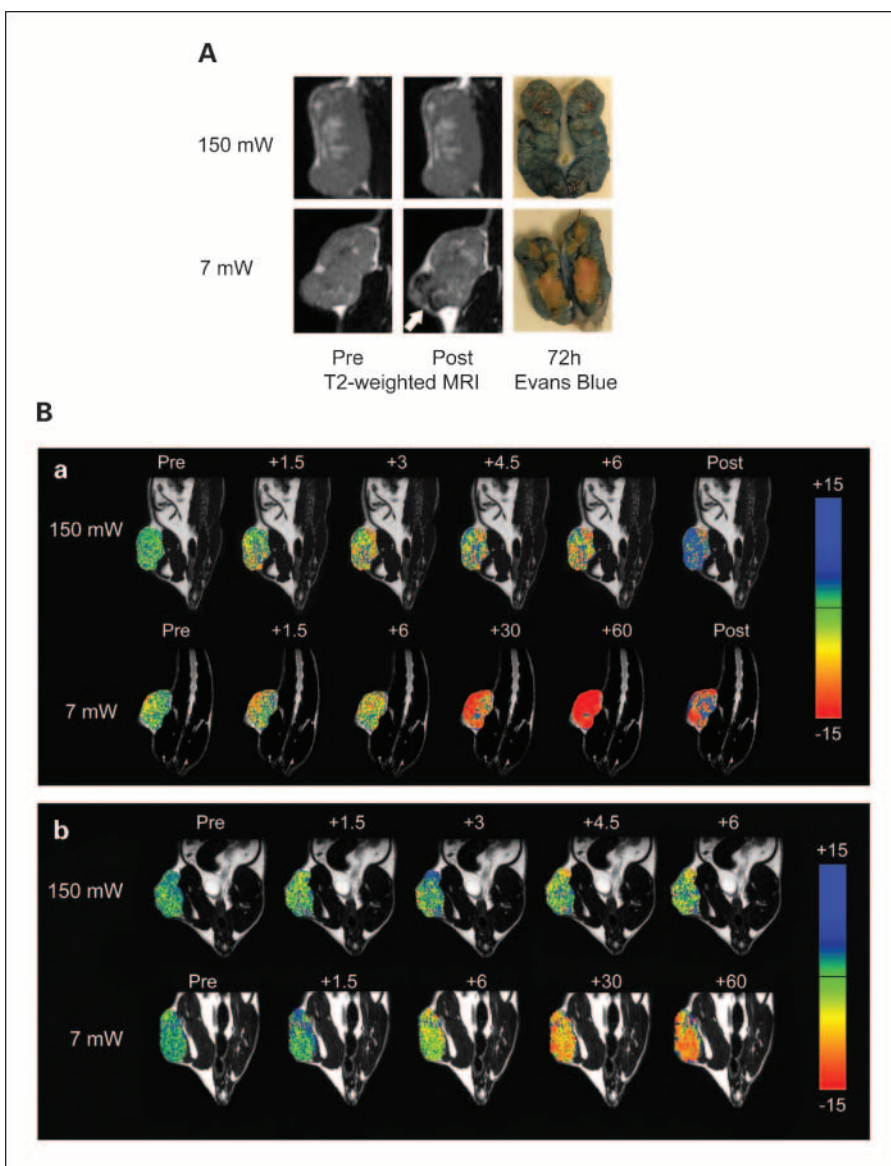 A
150 mW
7 mW
Pre Post 72h
T2-weighted MRI Evans Blue
B
a
Pre +1.5 +3 +4.5 +6 Post
+15
150 mW
Pre +1.5 +6 +30 +60 Post
7 mW
-15
b
Pre +1.5 +3 +4.5 +6
+15
150 mW
Pre +1.5 +6 +30 +60
7 mW
-15